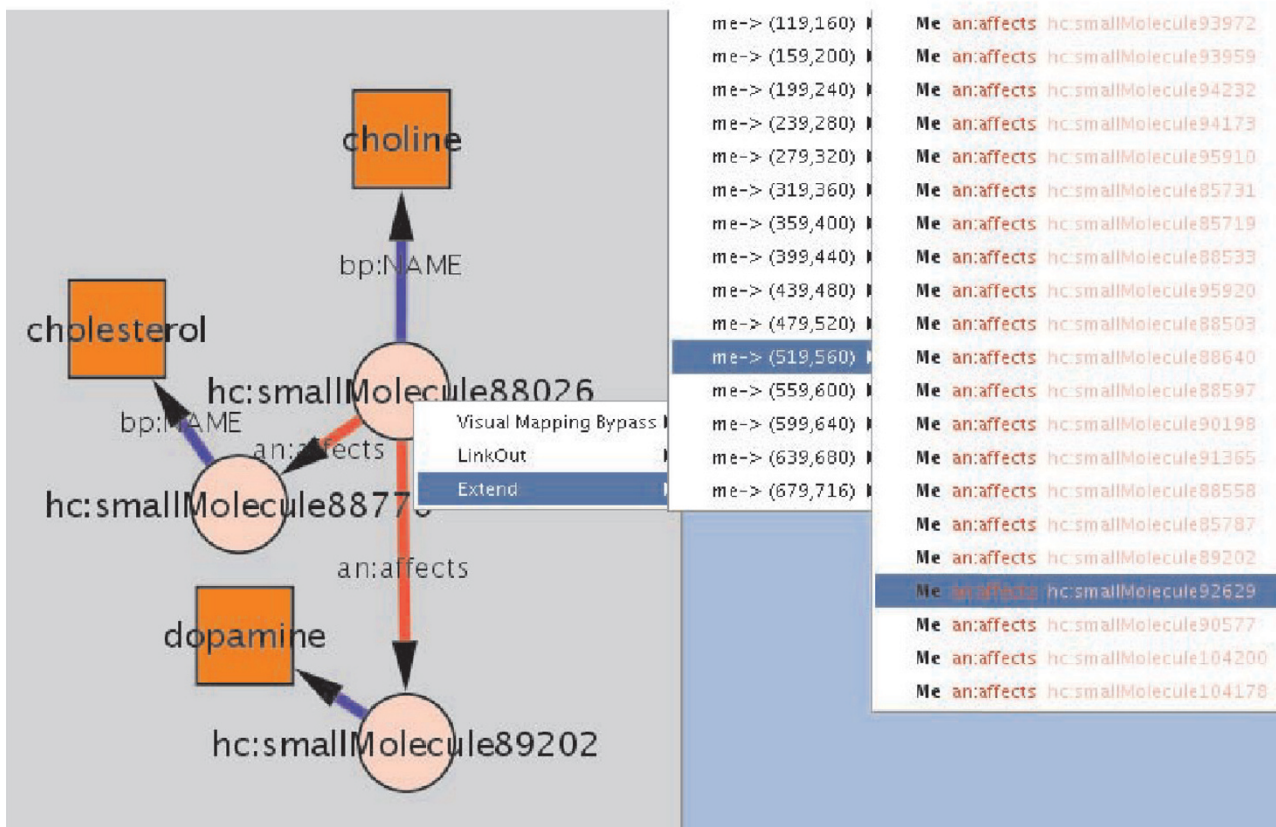 choline
bp:NAME
cholesterol
hc:smallMolecule88026
bp:NAME
an:affects
hc:smallMolecule88776
an:affects
dopamine
hc:smallMolecule89202
Visual Mapping Bypass
LinkOut
Extend
me-> (119,160)
me-> (159,200)
me-> (199,240)
me-> (239,280)
me-> (279,320)
me-> (319,360)
me-> (359,400)
me-> (399,440)
me-> (439,480)
me-> (479,520)
me-> (519,560)
me-> (559,600)
me-> (599,640)
me-> (639,680)
me-> (679,716)
Me an:affects hc:smallMolecule93972
Me an:affects hc:smallMolecule93959
Me an:affects hc:smallMolecule94232
Me an:affects hc:smallMolecule94173
Me an:affects hc:smallMolecule95910
Me an:affects hc:smallMolecule85731
Me an:affects hc:smallMolecule85719
Me an:affects hc:smallMolecule88533
Me an:affects hc:smallMolecule95920
Me an:affects hc:smallMolecule88503
Me an:affects hc:smallMolecule88640
Me an:affects hc:smallMolecule88597
Me an:affects hc:smallMolecule90198
Me an:affects hc:smallMolecule91365
Me an:affects hc:smallMolecule88558
Me an:affects hc:smallMolecule85787
Me an:affects hc:smallMolecule89202
Me an:affects hc:smallMolecule92629
Me an:affects hc:smallMolecule90577
Me an:affects hc:smallMolecule104200
Me an:affects hc:smallMolecule104178